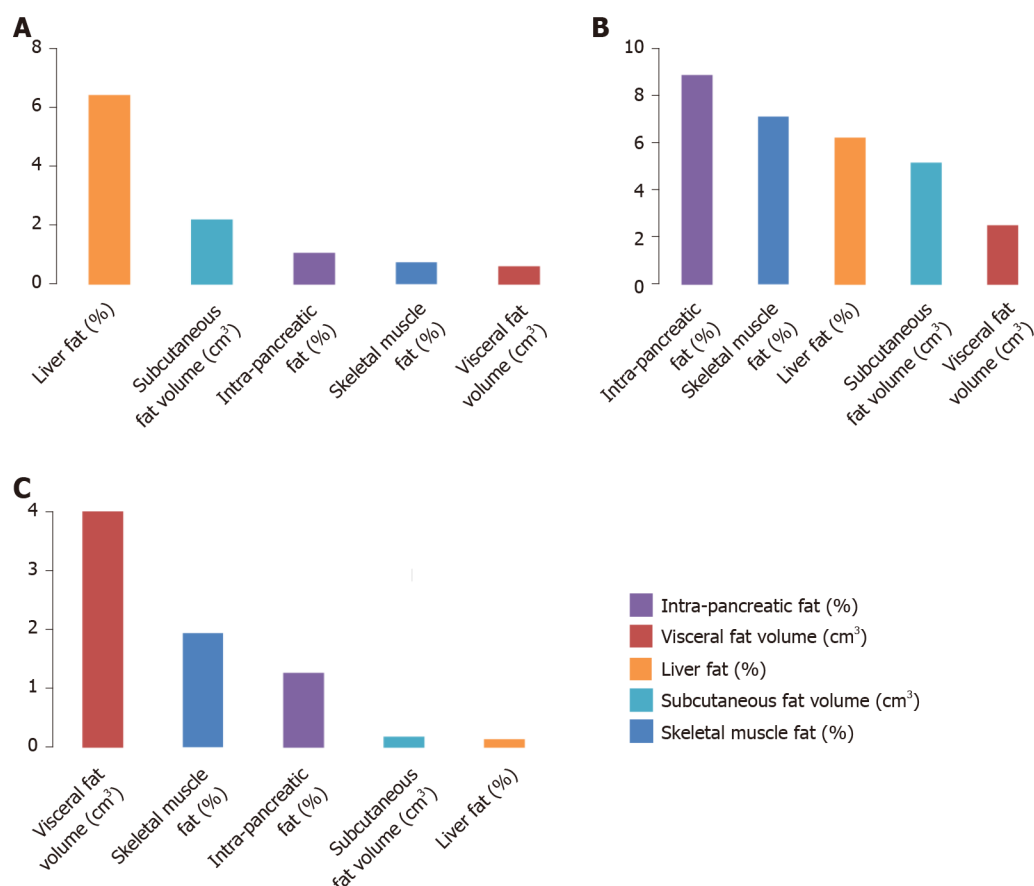 A
8
6
4
2
0
Liver fat (%)
Subcutaneous
fat volume (cm³)
Intra-pancreatic
fat (%)
Skeletal muscle
fat (%)
Visceral fat
volume (cm³)
B
10
8
6
4
2
0
Intra-pancreatic
fat (%)
Skeletal muscle
fat (%)
Liver fat (%)
Subcutaneous
fat volume (cm³)
Visceral fat
volume (cm³)
C
4
3
2
1
0
Visceral fat
volume (cm³)
Skeletal muscle
fat (%)
Intra-pancreatic
fat (%)
Subcutaneous
fat volume (cm³)
Liver fat (%)
Intra-pancreatic fat (%)
Visceral fat volume (cm³)
Liver fat (%)
Subcutaneous fat volume (cm³)
Skeletal muscle fat (%)